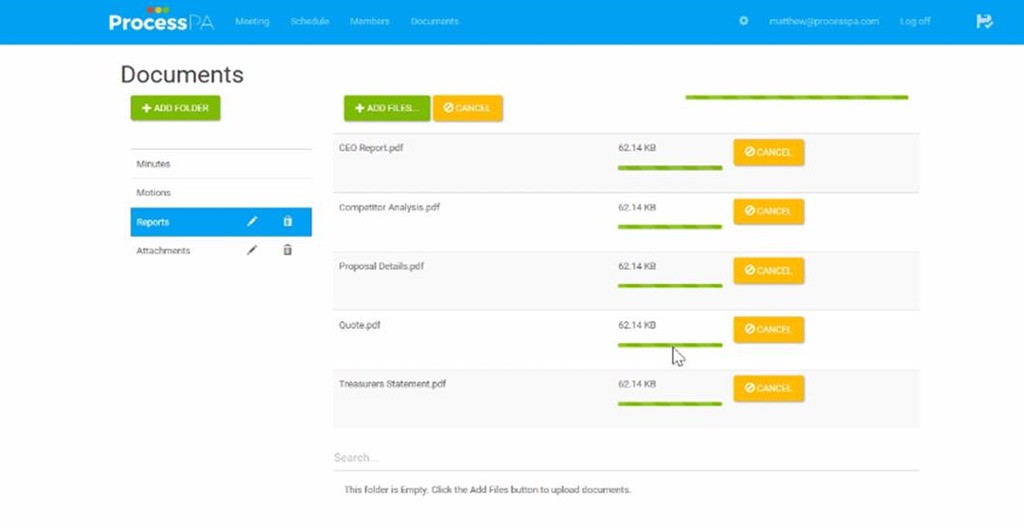 ProcessPA Meeting Schedule Members Documents matthew@processpa.com Log off
Documents
ADD FOLDER
ADD FILES... CANCEL
Minutes
Motions
Reports
Attachments
CEO Report.pdf 62.14 KB CANCEL
Competitor Analysis.pdf 62.14 KB CANCEL
Proposal Details.pdf 62.14 KB CANCEL
Quote.pdf 62.14 KB CANCEL
Treasurers Statement.pdf 62.14 KB CANCEL
Search...
This folder is Empty. Click the Add Files button to upload documents.